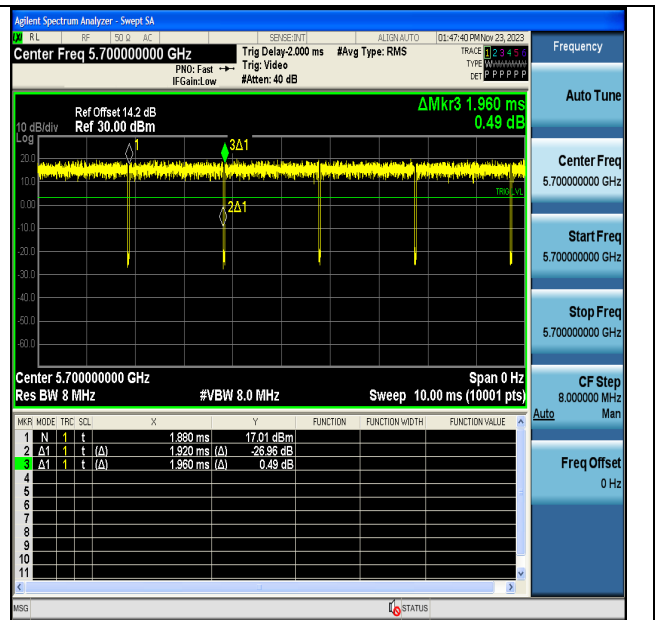 Agilent Spectrum Analyzer - Swept SA
RL RF 50 Ω AC SENSE:INT ALIGN AUTO 01:47:40 PM Nov 23, 2023
Center Freq 5.700000000 GHz
PNO: Fast
IFGain:Low
Trig Delay-2.000 ms
Trig: Video
#Atten: 40 dB
#Avg Type: RMS
TRACE 1 2 3 4 5 6
TYPE
DET P P P P P P
Frequency
Auto Tune
Center Freq
5.700000000 GHz
Start Freq
5.700000000 GHz
Stop Freq
5.700000000 GHz
CF Step
8.000000 MHz
Auto Man
Freq Offset
0 Hz
ΔMkr3 1.960 ms
0.49 dB
Ref Offset 14.2 dB
10 dB/div Ref 30.00 dBm
Log
20.0
10.0
0.00
-10.0
-20.0
-30.0
-40.0
-50.0
-60.0
1
3Δ1
2Δ1
TRIG LVL
Center 5.700000000 GHz Span 0 Hz
Res BW 8 MHz #VBW 8.0 MHz Sweep 10.00 ms (10001 pts)
MKR MODE TRC SCL X Y FUNCTION FUNCTION WIDTH FUNCTION VALUE
1 N 1 t 1.880 ms 17.01 dBm
2 Δ1 1 t (Δ) 1.920 ms (Δ) -26.96 dB
3 Δ1 1 t (Δ) 1.960 ms (Δ) 0.49 dB
4
5
6
7
8
9
10
11
MSG STATUS